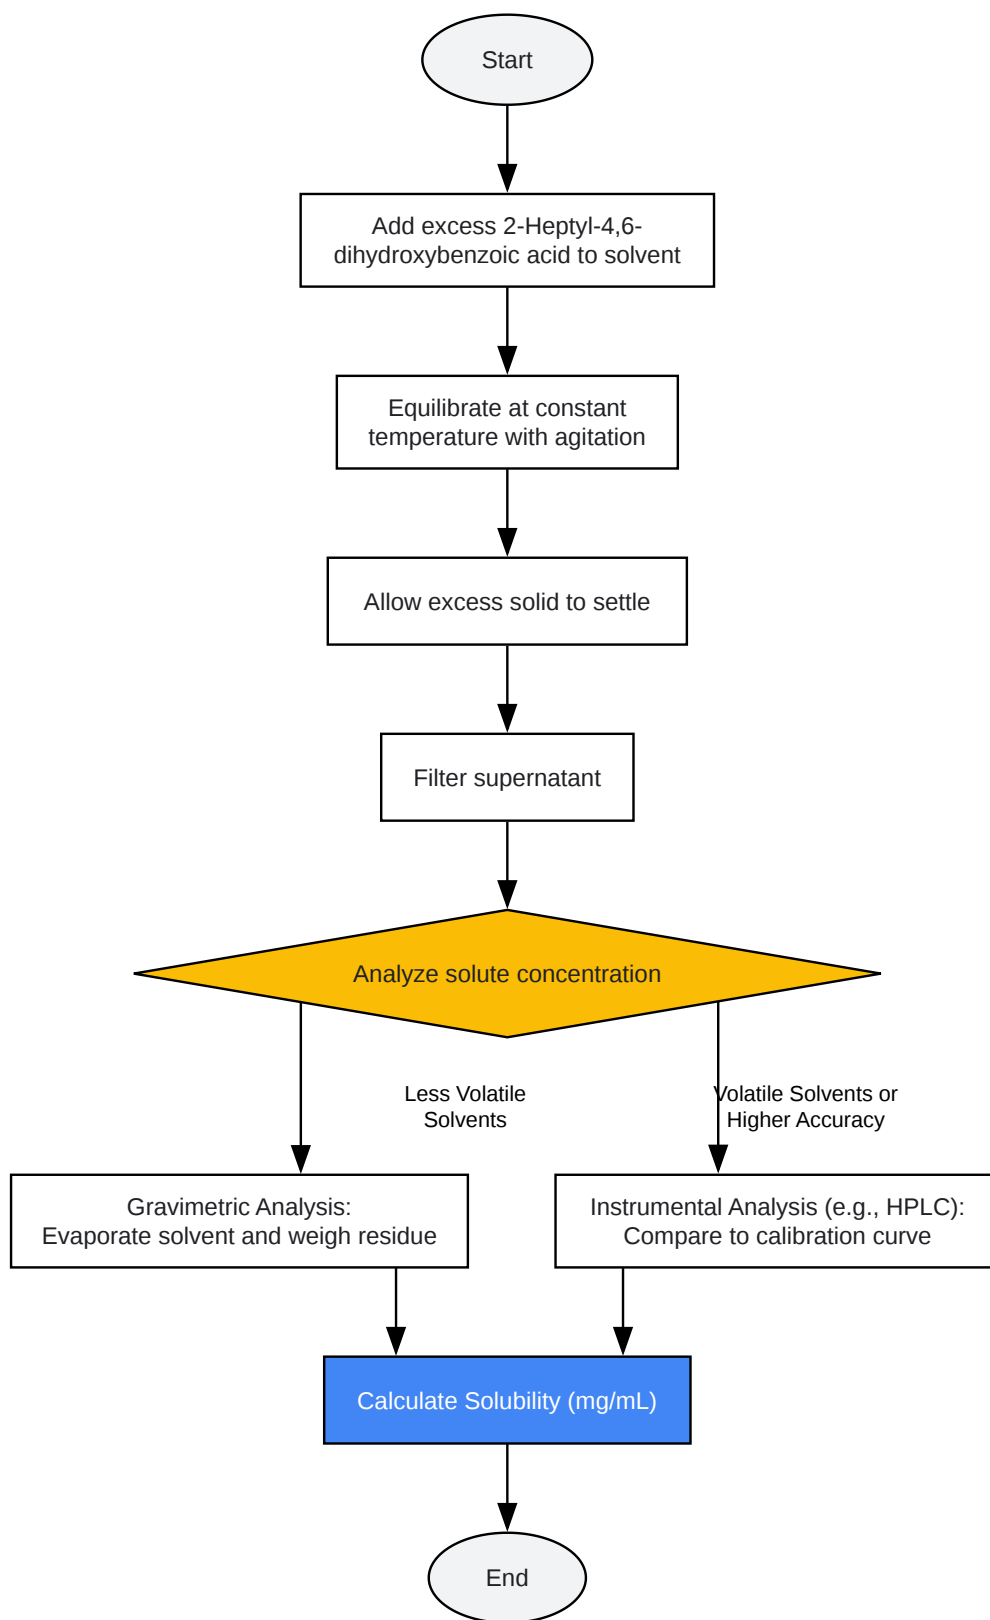 Start
Add excess 2-Heptyl-4,6-
dihydroxybenzoic acid to solvent
Equilibrate at constant
temperature with agitation
Allow excess solid to settle
Filter supernatant
Analyze solute concentration
Less Volatile
Solvents
Volatile Solvents or
Higher Accuracy
Gravimetric Analysis:
Evaporate solvent and weigh residue
Instrumental Analysis (e.g., HPLC):
Compare to calibration curve
Calculate Solubility (mg/mL)
End